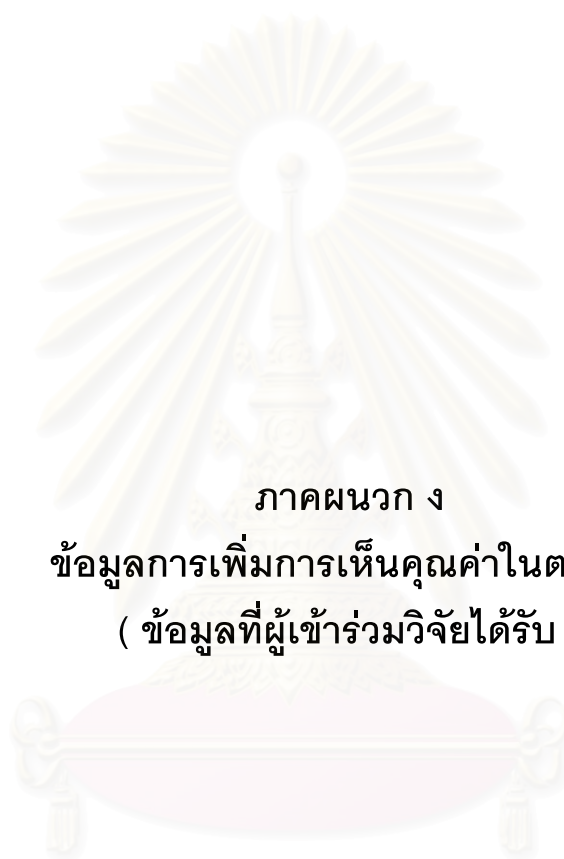 ภาคผนวก ง
ข้อมูลการเพิ่มการเห็นคุณค่าในต
( ข้อมูลที่ผู้เข้าร่วมวิจัยได้รับ